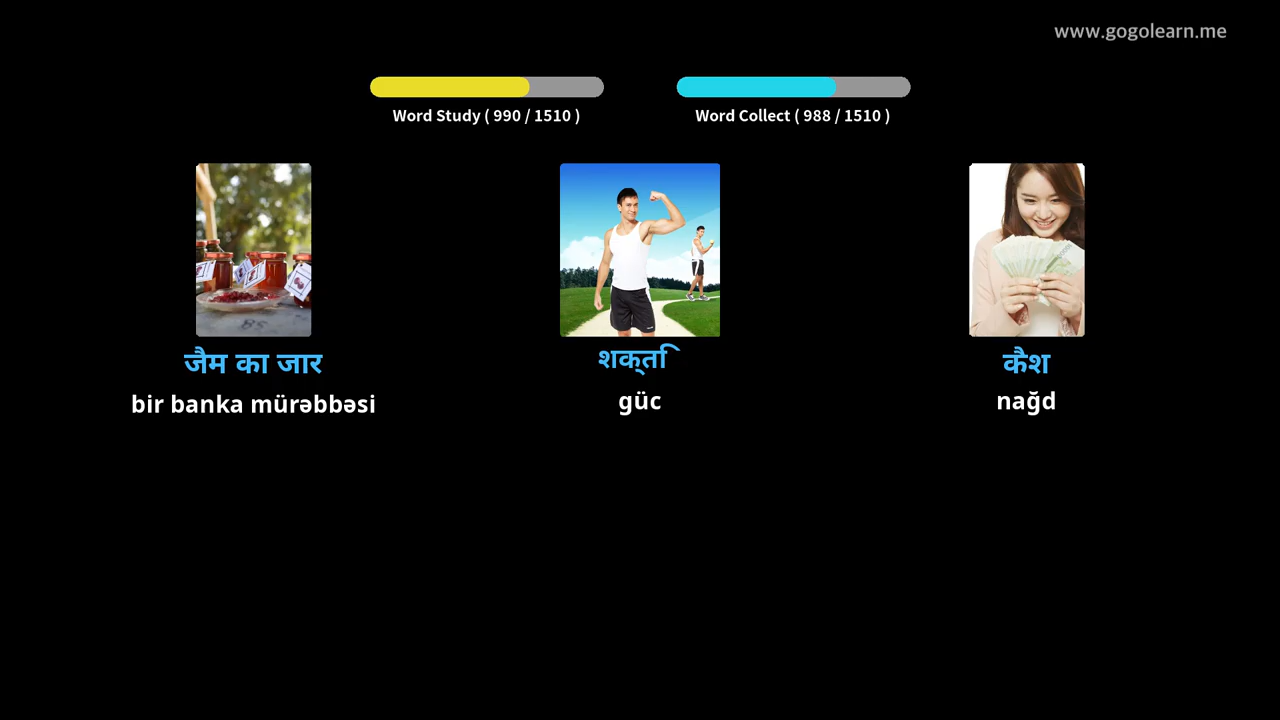 www.gogolearn.me
Word Study ( 990 / 1510 )
Word Collect ( 988 / 1510 )
जैम का जार
शक्ति
कैश
bir banka mürəbbəsi
güc
nağd